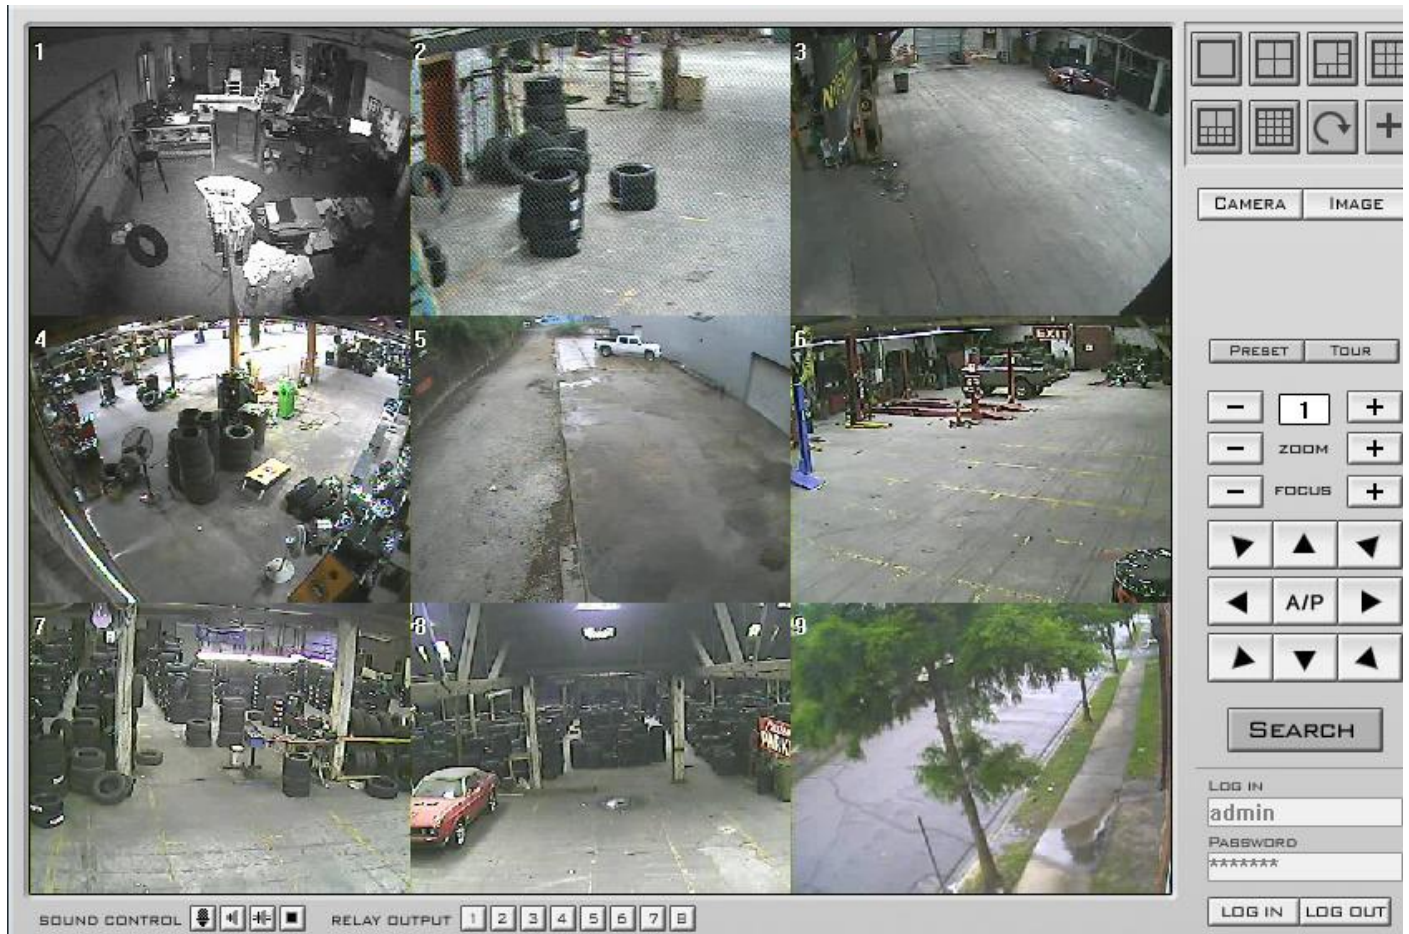 1
2
3
CAMERA
IMAGE
4
5
6
EXIT
PRESET
TOUR
1
ZOOM
FOCUS
A/P
7
8
9
PARK
SEARCH
LOG IN
admin
PASSWORD
*******
SOUND CONTROL
RELAY OUTPUT
1 2 3 4 5 6 7 8
LOG IN
LOG OUT